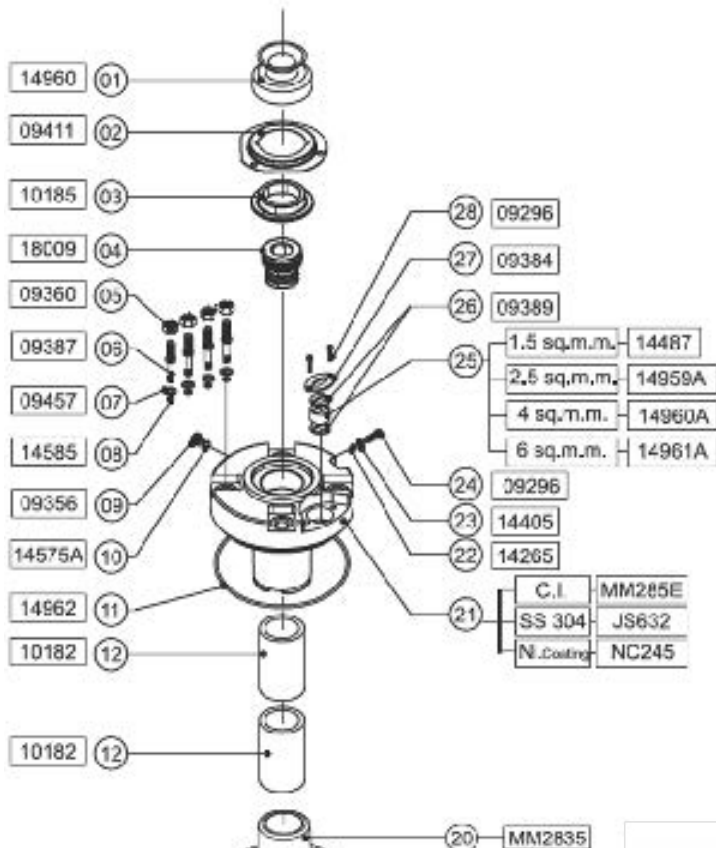 14960 01
09411 02
10185 03
18009 04
09360 05
09387 06
09457 07
14585 08
09356 09
14575A 10
14962 11
10182 12
10182 12
28 09296
27 09384
26 09389
25
1.5 sq.m.m. 14487
2.5 sq.m.m. 14959A
4 sq.m.m. 14960A
6 sq.m.m. 14961A
24 09296
23 14405
22 14265
21
C.I. MM285E
SS 304 JS632
NI.Coating NC245
20 MM2835